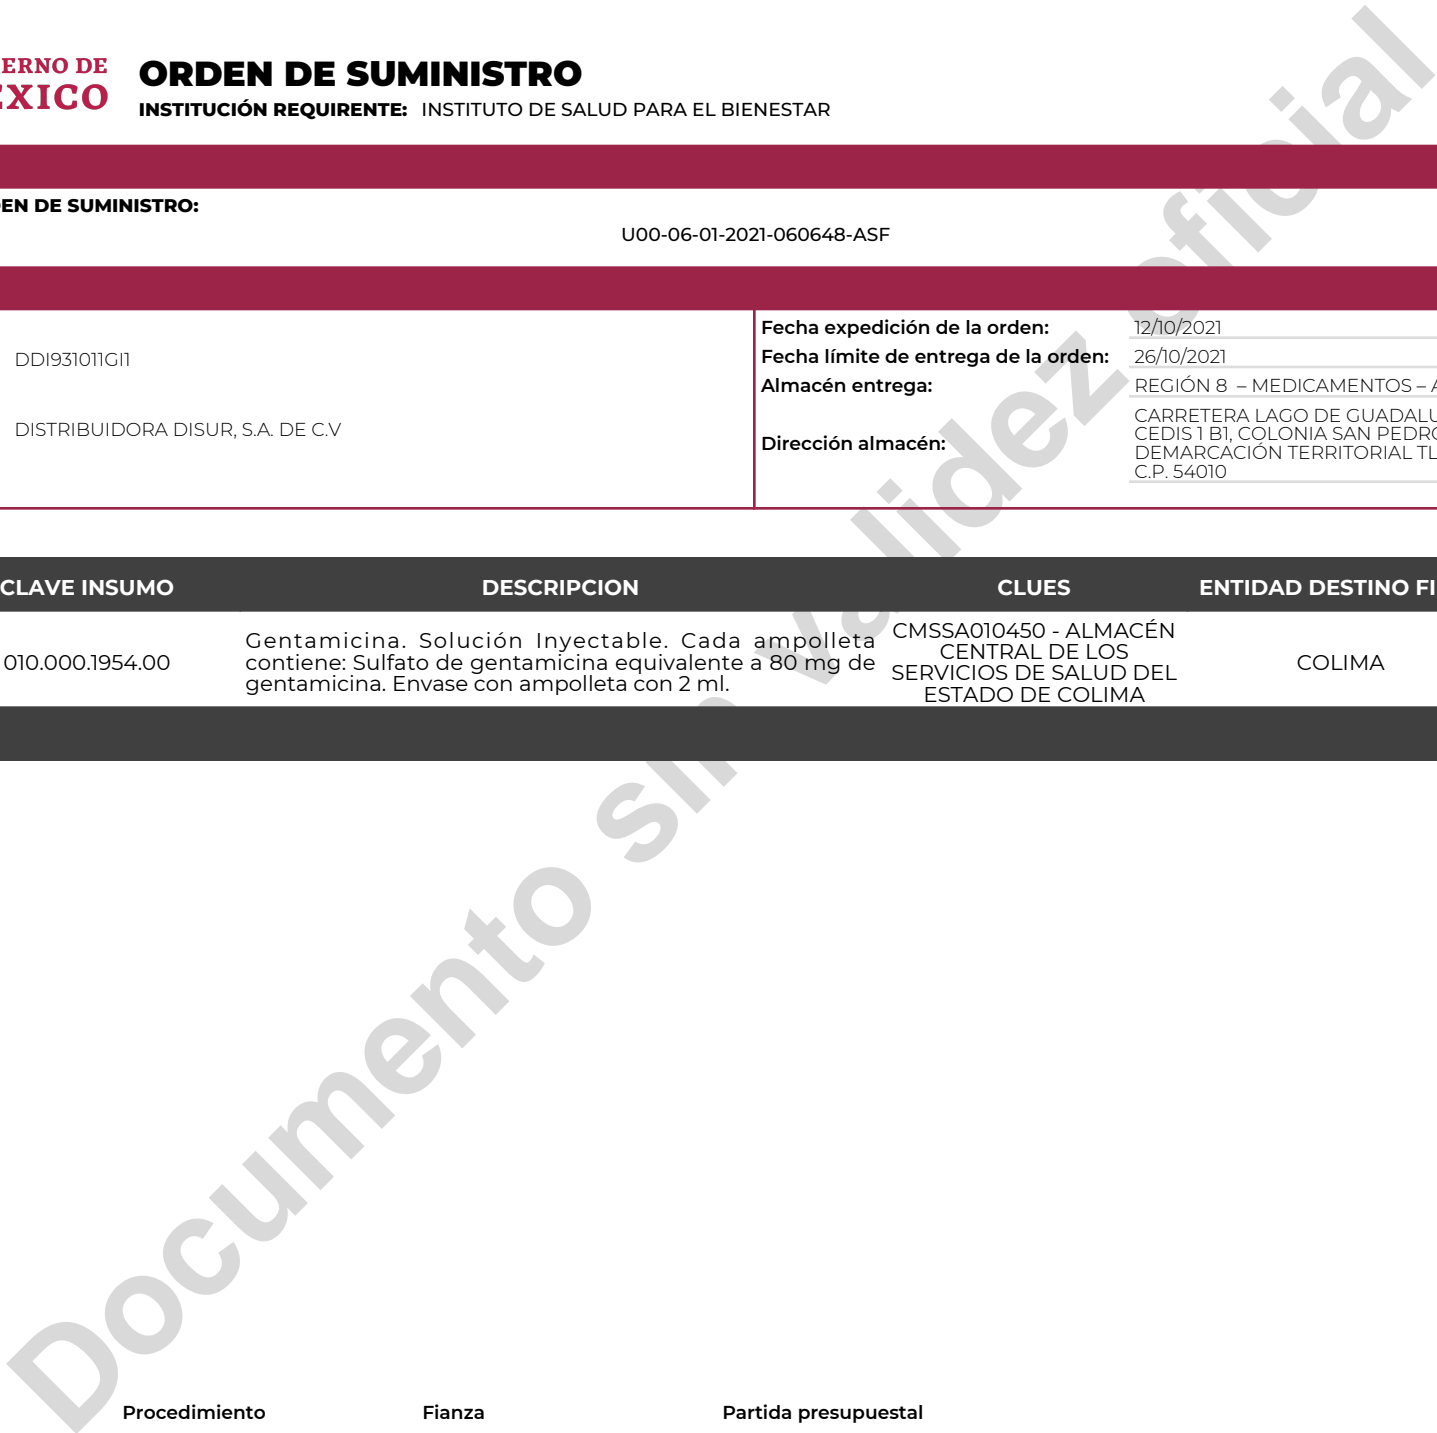 ERNO DE
EXICO
ORDEN DE SUMINISTRO
INSTITUCIÓN REQUIRENTE: INSTITUTO DE SALUD PARA EL BIENESTAR
EN DE SUMINISTRO:
U00-06-01-2021-060648-ASF
DDI931011GI1
DISTRIBUIDORA DISUR, S.A. DE C.V
Fecha expedición de la orden: 12/10/2021
Fecha límite de entrega de la orden: 26/10/2021
Almacén entrega: REGIÓN 8 – MEDICAMENTOS – A
Dirección almacén:
CARRETERA LAGO DE GUADALU
CEDIS 1 B1, COLONIA SAN PEDRO
DEMARCACIÓN TERRITORIAL TL
C.P. 54010
CLAVE INSUMO DESCRIPCION CLUES ENTIDAD DESTINO FI
010.000.1954.00
Gentamicina. Solución Inyectable. Cada ampolleta
contiene: Sulfato de gentamicina equivalente a 80 mg de
gentamicina. Envase con ampolleta con 2 ml.
CMSSA010450 - ALMACÉN
CENTRAL DE LOS
SERVICIOS DE SALUD DEL
ESTADO DE COLIMA
COLIMA
Documento sin validez oficial
Procedimiento Fianza Partida presupuestal